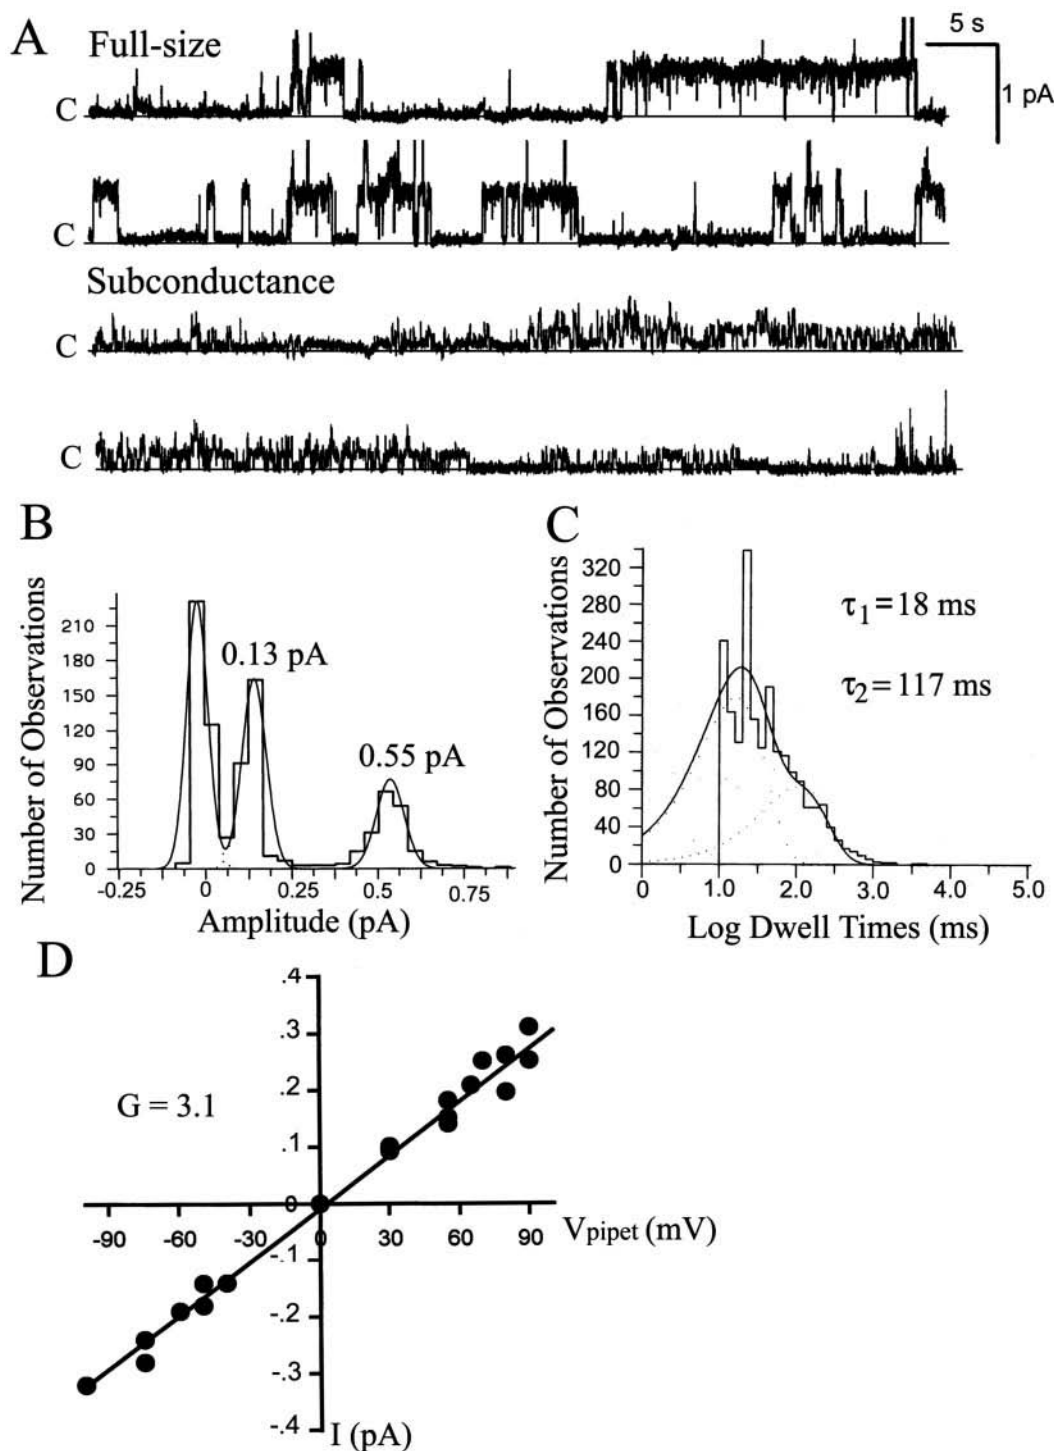 A
Full-size
5 s
1 pA
C
C
Subconductance
C
C
B
Number of Observations
210
180
150
120
90
60
30
0
0.13 pA
0.55 pA
-0.25
0
0.25
0.5
0.75
Amplitude (pA)
C
Number of Observations
320
280
240
200
160
120
80
40
0
τ1=18 ms
τ2=117 ms
0
1.0
2.0
3.0
4.0
5.0
Log Dwell Times (ms)
D
G = 3.1
.4
.3
.2
.1
0
-.1
-.2
-.3
-.4
-90
-60
-30
0
30
60
90
Vpipet (mV)
I (pA)